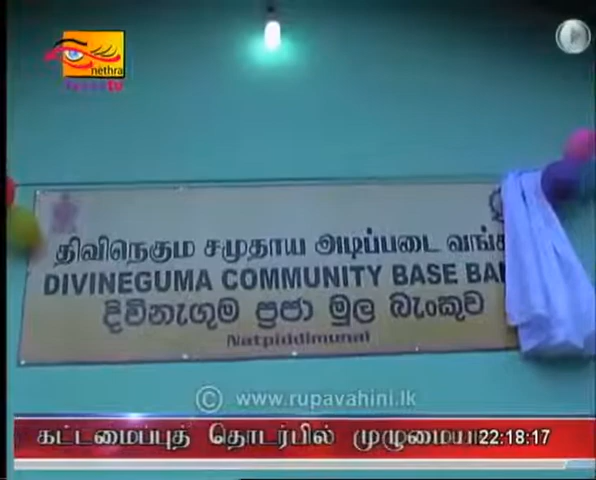 nethra
திவிநெகும சமுதாய அடிப்படை வங்
DIVINEGUMA COMMUNITY BASE BA
දිවිනැගුම ප්‍රජා මූල බැංකුව
Natpiddimunai
© www.rupavahini.lk
கட்டமைப்புத் தொடர்பில் முழுமையா 22:18:17